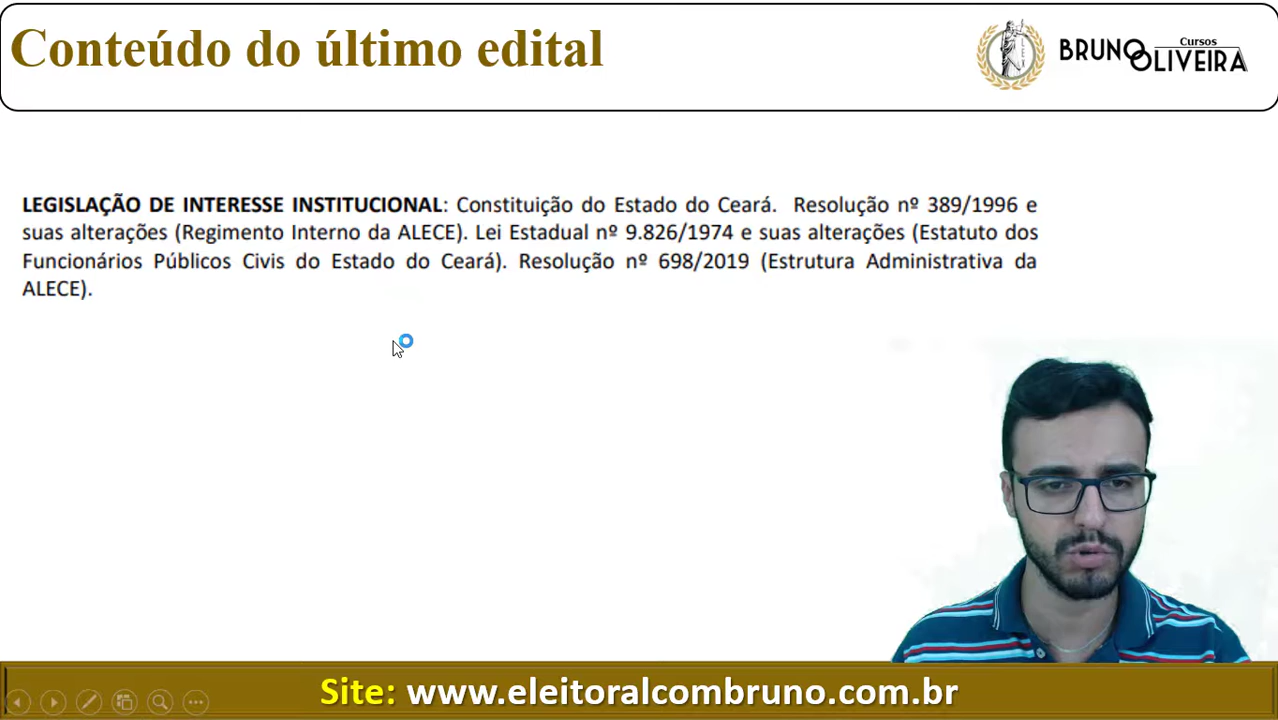 Conteúdo do último edital
Cursos
BRUNO
OLIVEIRA
LEGISLAÇÃO DE INTERESSE INSTITUCIONAL: Constituição do Estado do Ceará. Resolução nº 389/1996 e
suas alterações (Regimento Interno da ALECE). Lei Estadual nº 9.826/1974 e suas alterações (Estatuto dos
Funcionários Públicos Civis do Estado do Ceará). Resolução nº 698/2019 (Estrutura Administrativa da
ALECE).
Site: www.eleitoralcombruno.com.br